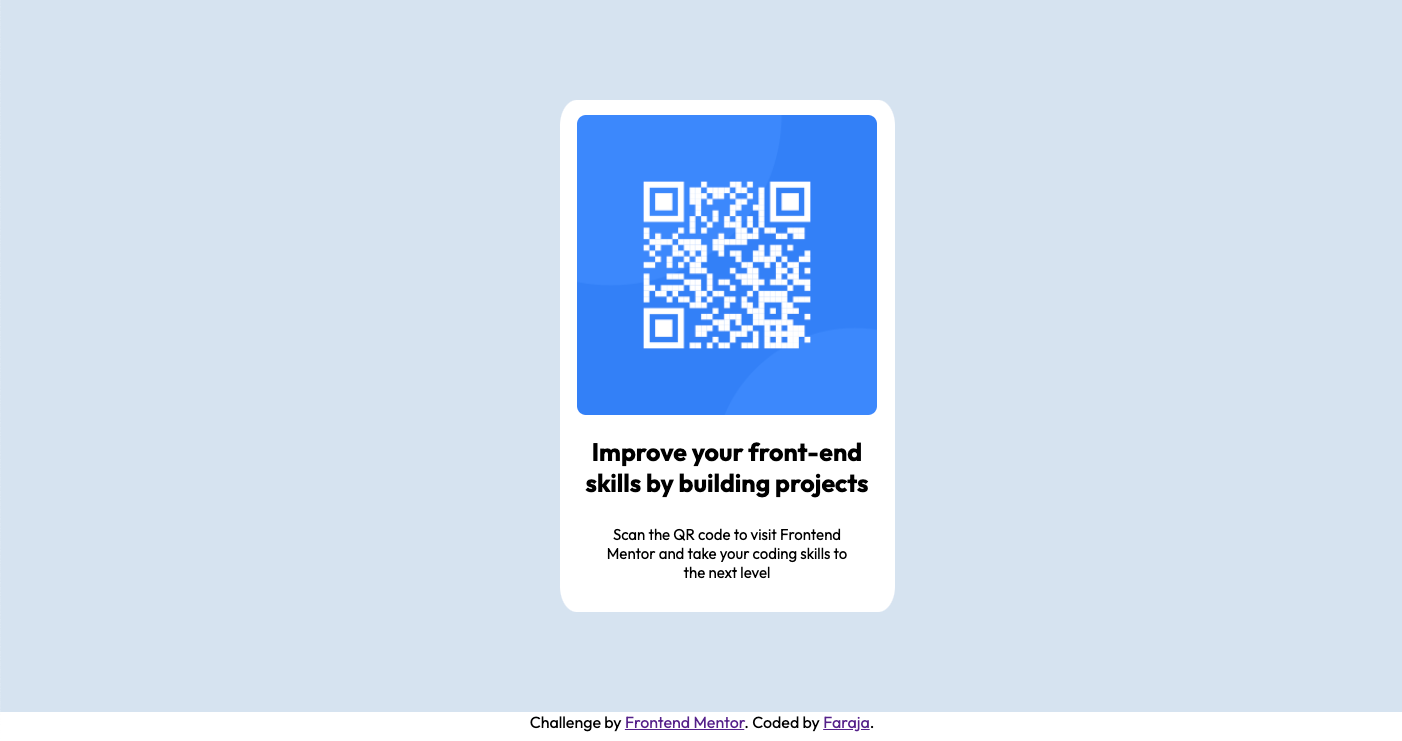 Improve your front-end
skills by building projects
Scan the QR code to visit Frontend
Mentor and take your coding skills to
the next level
Challenge by Frontend Mentor. Coded by Faraja.